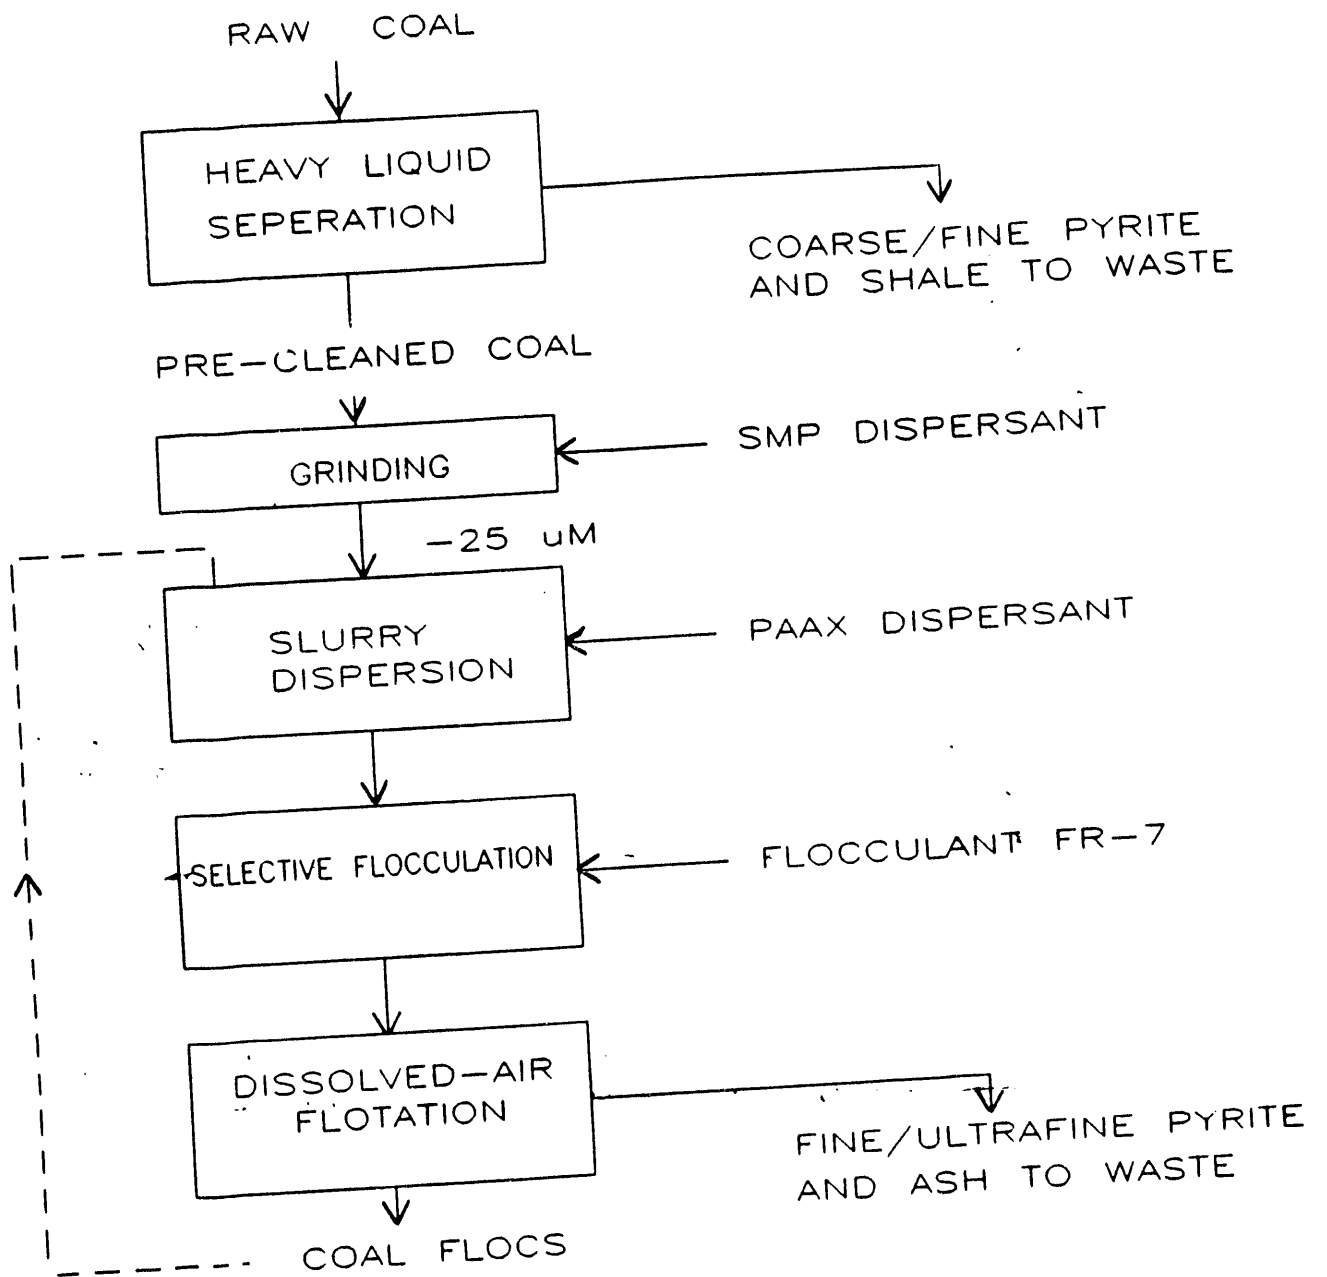 RAW COAL
HEAVY LIQUID
SEPERATION
COARSE/FINE PYRITE
AND SHALE TO WASTE
PRE-CLEANED COAL
SMP DISPERSANT
GRINDING
-25 uM
PAAX DISPERSANT
SLURRY
DISPERSION
FLOCCULANT FR-7
SELECTIVE FLOCCULATION
DISSOLVED-AIR
FLOTATION
FINE/ULTRAFINE PYRITE
AND ASH TO WASTE
COAL FLOCS